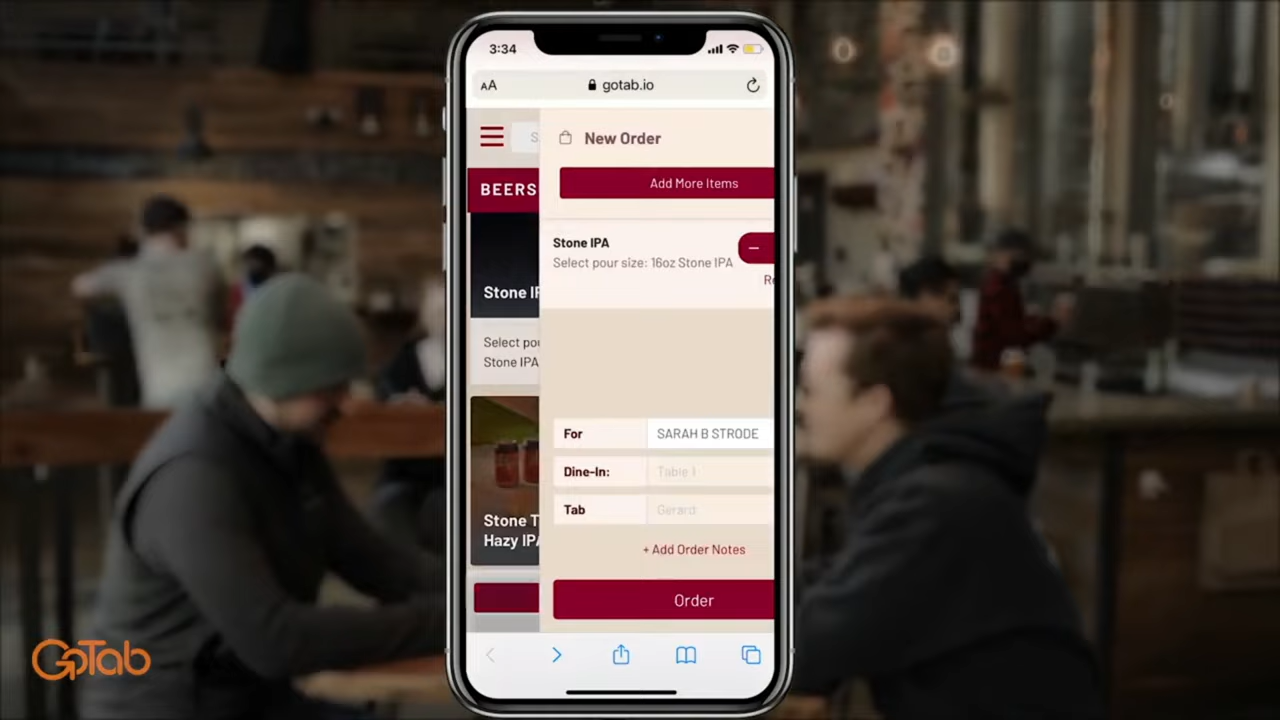 3:34
AA
gotab.io
New Order
Add More Items
BEERS
Stone IPA
Select pour size: 16oz Stone IPA
Stone
Select
Stone IPA
For
SARAH B STRODE
Dine-In:
Table 1
Tab
Gerard
Stone T
Hazy IPA
+ Add Order Notes
Order
GoTab